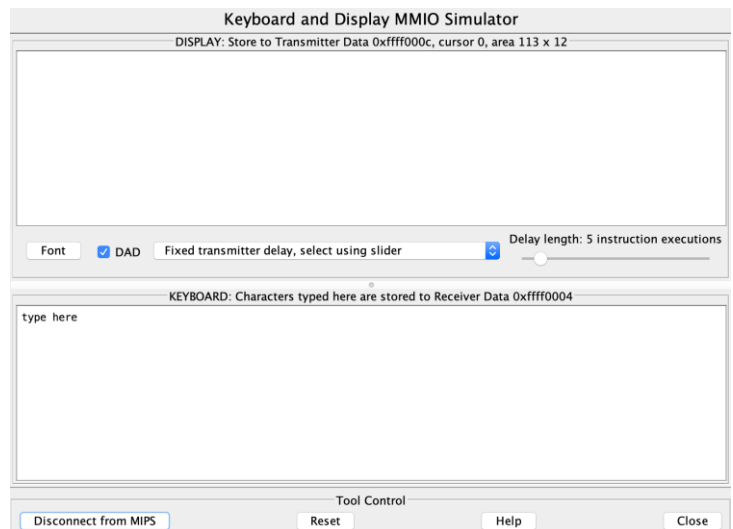 Keyboard and Display MMIO Simulator
DISPLAY: Store to Transmitter Data 0xffff000c, cursor 0, area 113 x 12
Font
DAD
Fixed transmitter delay, select using slider
Delay length: 5 instruction executions
KEYBOARD: Characters typed here are stored to Receiver Data 0xffff0004
type here
Tool Control
Disconnect from MIPS
Reset
Help
Close